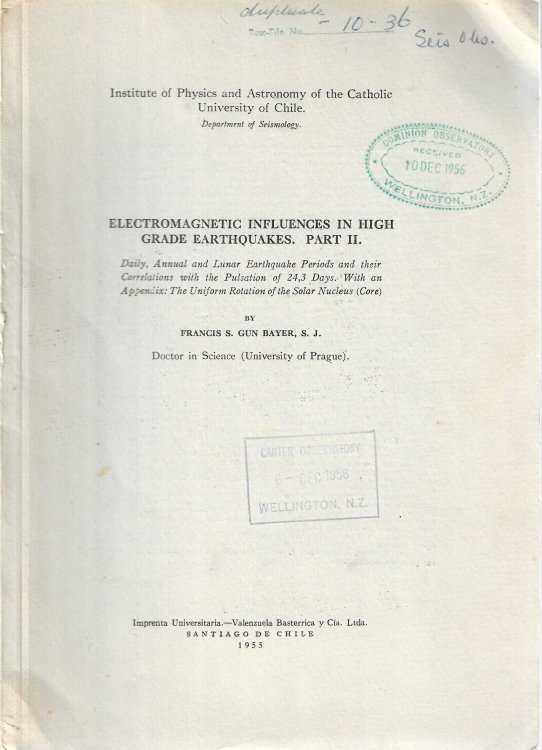 duplicate
Base-File No. - 10 - 36
Seis Obs.
Institute of Physics and Astronomy of the Catholic
University of Chile.
Department of Seismology.
DOMINION OBSERVATORY
RECEIVED
10 DEC 1956
WELLINGTON, N.Z.
ELECTROMAGNETIC INFLUENCES IN HIGH
GRADE EARTHQUAKES. PART II.
Daily, Annual and Lunar Earthquake Periods and their
Correlations with the Pulsation of 24,3 Days. With an
Appendix: The Uniform Rotation of the Solar Nucleus (Core)
BY
FRANCIS S. GUN BAYER, S. J.
Doctor in Science (University of Prague).
CARTER OBSERVATORY
6 - DEC 1956
WELLINGTON, N.Z.
Imprenta Universitaria.—Valenzuela Basterrica y Cía. Ltda.
SANTIAGO DE CHILE
1955